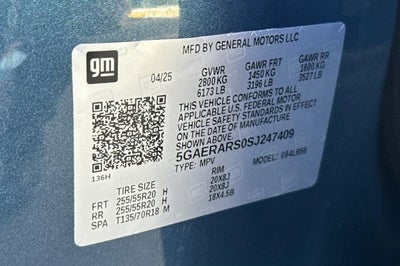 MFD BY GENERAL MOTORS LLC
gm
04/25
GVWR GAWR FRT GAWR RR
2800 KG 1450 KG 1600 KG
6173 LB 3196 LB 3527 LB
THIS VEHICLE CONFORMS TO ALL
APPLICABLE U.S. FEDERAL MOTOR
VEHICLE SAFETY STANDARDS IN
EFFECT ON THE DATE OF
MANUFACTURE SHOWN ABOVE.
5GAERARS0SJ247409
TYPE: MPV MODEL: 094LB56
136H
TIRE SIZE RIM
FRT 255/55R20 H 20X8J
RR 255/55R20 H 20X8J
SPA T135/70R18 M 18X4.5B